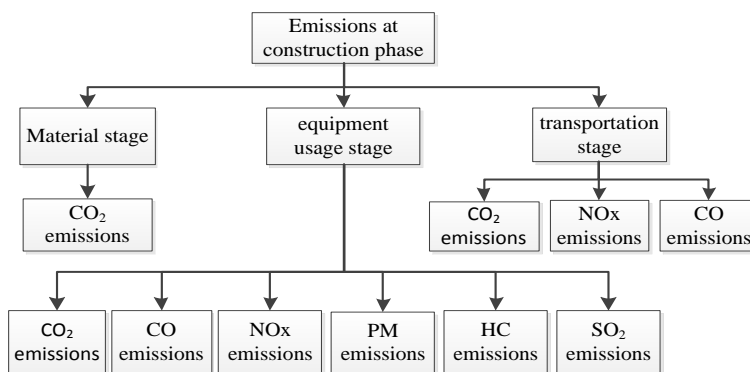 Emissions at
construction phase
Material stage
equipment
usage stage
transportation
stage
CO₂
emissions
CO₂
emissions
NOx
emissions
CO
emissions
CO₂
emissions
CO
emissions
NOx
emissions
PM
emissions
HC
emissions
SO₂
emissions